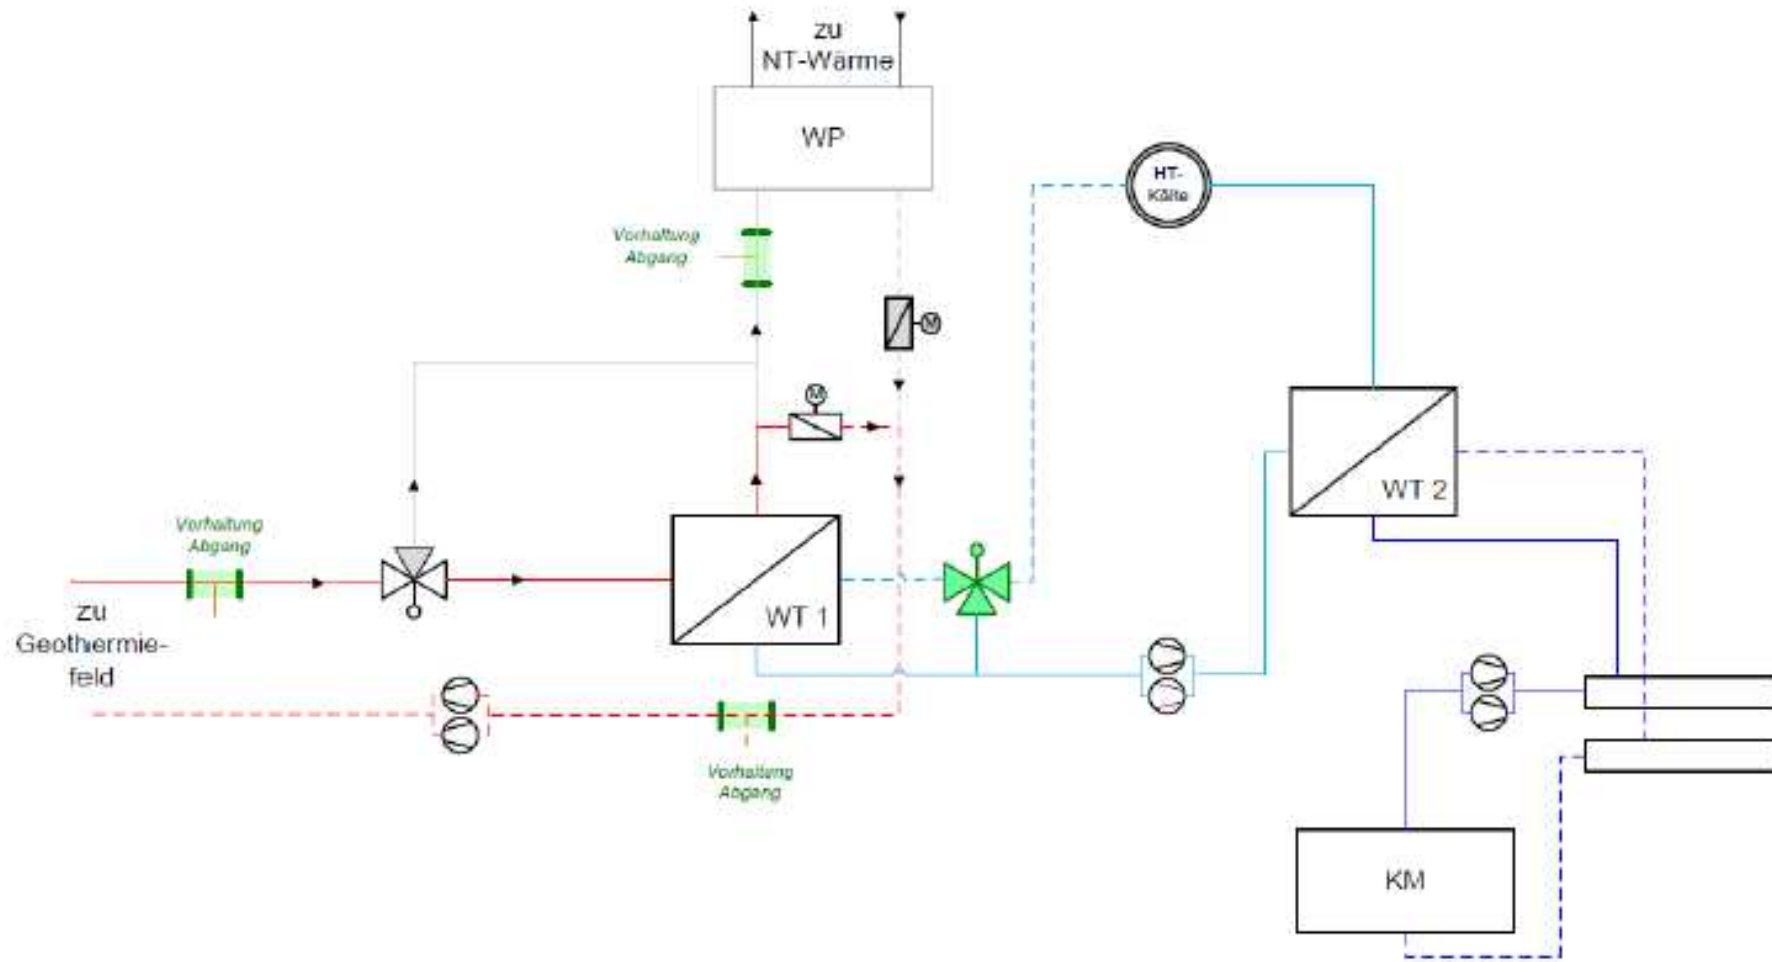 zu
NT-Wärme
WP
HT-
Kälte
Vorhaltung
Abgang
M
M
WT 2
Vorhaltung
Abgang
WT 1
zu
Geothermie-
feld
Vorhaltung
Abgang
KM